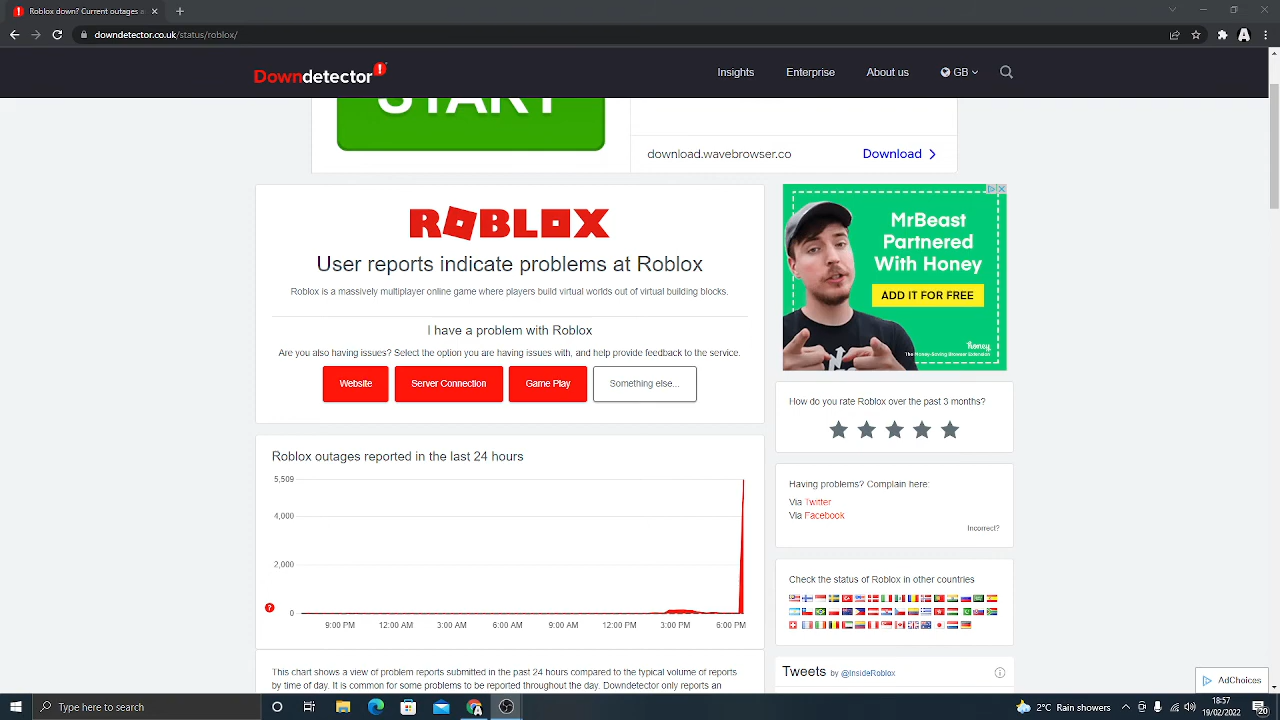 Roblox down? Current outages a
downdetector.co.uk/status/roblox/
Downdetector
Insights
Enterprise
About us
GB
START
download.wavebrowser.co
Download
ROBLOX
User reports indicate problems at Roblox
Roblox is a massively multiplayer online game where players build virtual worlds out of virtual building blocks.
I have a problem with Roblox
Are you also having issues? Select the option you are having issues with, and help provide feedback to the service.
Website
Server Connection
Game Play
Something else...
Roblox outages reported in the last 24 hours
5,509
4,000
2,000
0
9:00 PM
12:00 AM
3:00 AM
6:00 AM
9:00 AM
12:00 PM
3:00 PM
6:00 PM
This chart shows a view of problem reports submitted in the past 24 hours compared to the typical volume of reports
by time of day. It is common for some problems to be reported throughout the day. Downdetector only reports an
MrBeast
Partnered
With Honey
ADD IT FOR FREE
honey
The Money-Saving Browser Extension
How do you rate Roblox over the past 3 months?
Having problems? Complain here:
Via Twitter
Via Facebook
Incorrect?
Check the status of Roblox in other countries
Tweets by @InsideRoblox
AdChoices
Type here to search
2°C Rain showers
18:57
19/02/2022
20